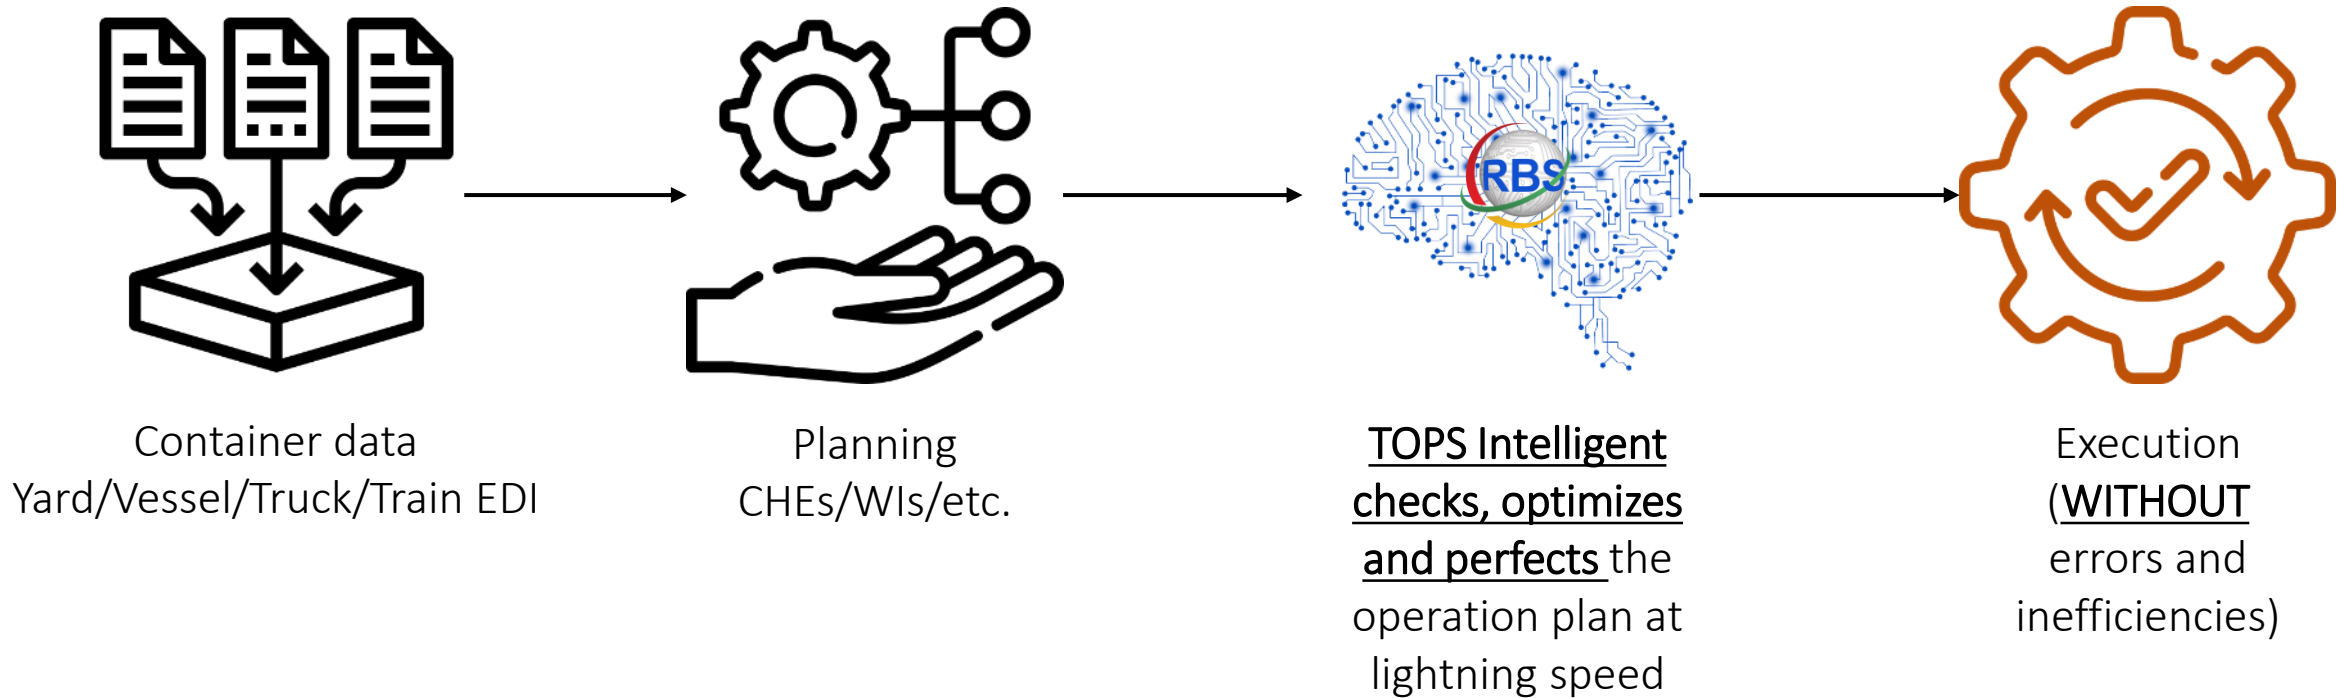 RBS
Container data
Yard/Vessel/Truck/Train EDI
Planning
CHEs/WIs/etc.
TOPS Intelligent
checks, optimizes
and perfects the
operation plan at
lightning speed
Execution
(WITHOUT
errors and
inefficiencies)